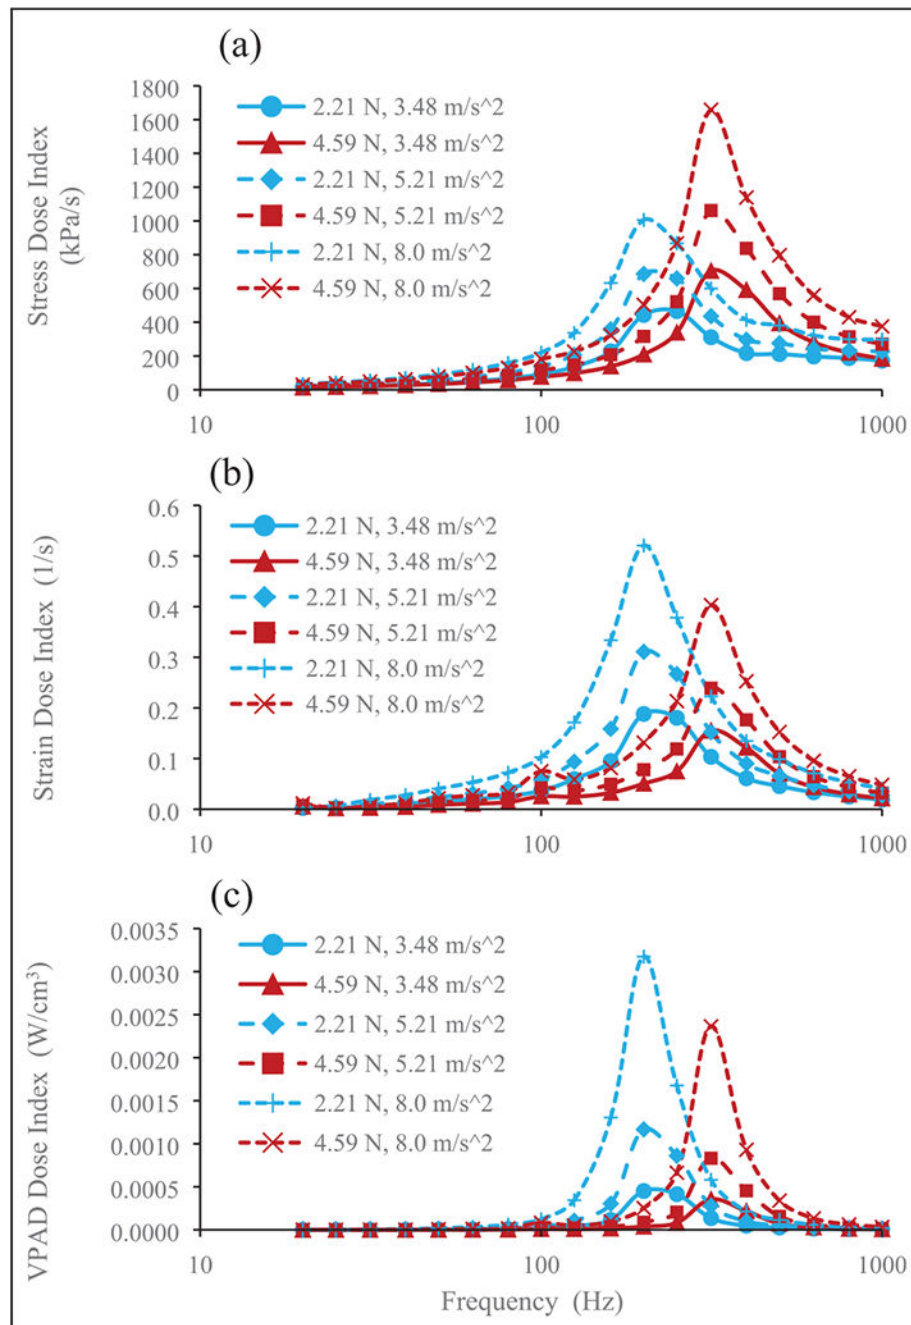 (a)
Stress Dose Index
(kPa/s)
1800
1600
1400
1200
1000
800
600
400
200
0
2.21 N, 3.48 m/s^2
4.59 N, 3.48 m/s^2
2.21 N, 5.21 m/s^2
4.59 N, 5.21 m/s^2
2.21 N, 8.0 m/s^2
4.59 N, 8.0 m/s^2
10 100 1000
(b)
Strain Dose Index (1/s)
0.6
0.5
0.4
0.3
0.2
0.1
0.0
2.21 N, 3.48 m/s^2
4.59 N, 3.48 m/s^2
2.21 N, 5.21 m/s^2
4.59 N, 5.21 m/s^2
2.21 N, 8.0 m/s^2
4.59 N, 8.0 m/s^2
10 100 1000
(c)
VPAD Dose Index (W/cm³)
0.0035
0.0030
0.0025
0.0020
0.0015
0.0010
0.0005
0.0000
2.21 N, 3.48 m/s^2
4.59 N, 3.48 m/s^2
2.21 N, 5.21 m/s^2
4.59 N, 5.21 m/s^2
2.21 N, 8.0 m/s^2
4.59 N, 8.0 m/s^2
10 100 1000
Frequency (Hz)